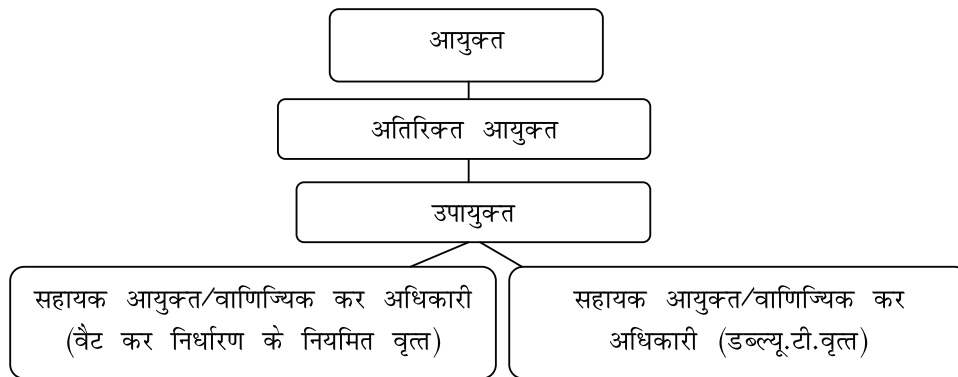 आयुक्त
अतिरिक्त आयुक्त
उपायुक्त
सहायक आयुक्त/वाणिज्यिक कर अधिकारी
(वैट कर निर्धारण के नियमित वृत्त)
सहायक आयुक्त/वाणिज्यिक कर
अधिकारी (डब्ल्यू.टी.वृत्त)